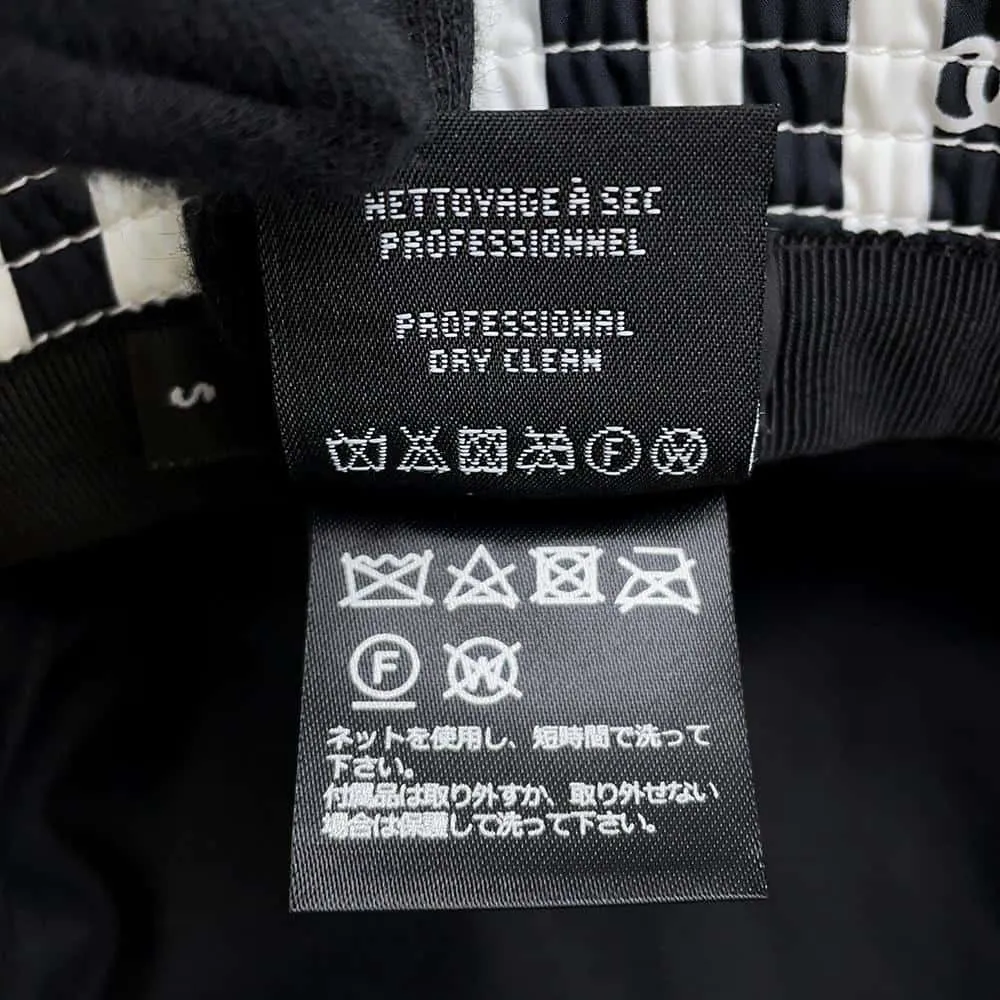 NETTOYAGE À SEC
PROFESSIONNEL
PROFESSIONAL
DRY CLEAN
F W
S
F W
ネットを使用し、短時間で洗って
下さい。
付属品は取り外すか、取り外せない
場合は保護して洗って下さい。